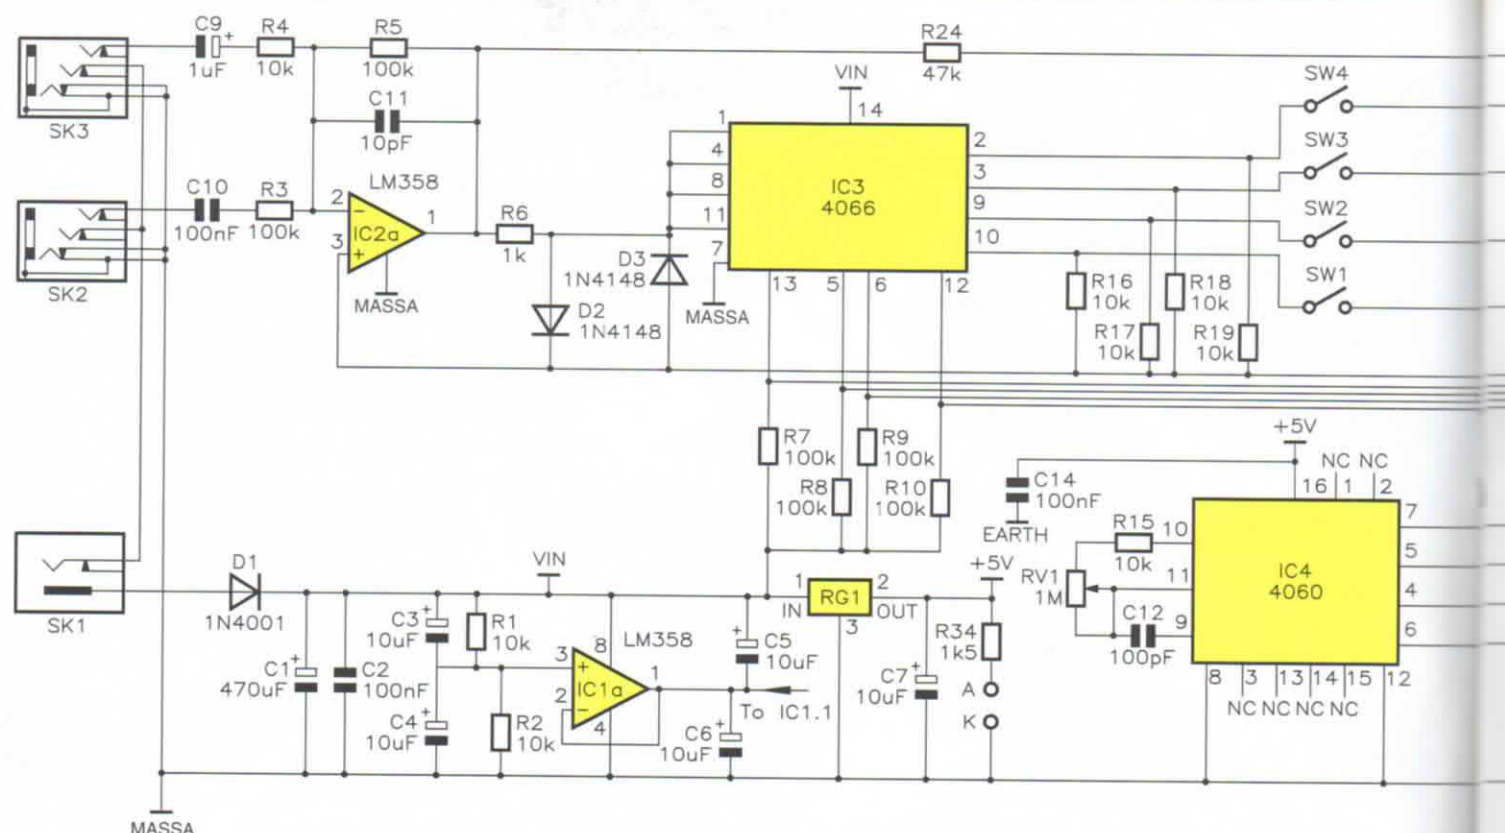 C9 + R4 R5 R24
1uF 10k 100k 47k
VIN
14
SW4
C11
10pF
SK3
1 2
SW3
4 3
IC3
4066
8 9
SW2
11 10
7
SW1
LM358
C10 R3 2 −
100nF 100k
IC2a 1
3 +
R6
1k
MASSA
SK2
D3
1N4148
D2
1N4148
MASSA
13 5 6 12
R16
10k
R18
10k
R17
10k
R19
10k
R7
100k
R9
100k
R8
100k
R10
100k
+5V
NC NC
16 1 2
C14
100nF
EARTH
R15 10
10k
RV1
1M
11
C12 9
100pF
IC4
4060
7
5
4
6
8 3 13 14 15 12
NC NC NC NC
SK1
D1
1N4001
VIN
1 2
RG1
IN OUT
3
+5V
C3 +
10uF
R1
10k
8 LM358
3 +
IC1a 1
2 −
4
+
C5
10uF
R34
1k5
C1 +
470uF
C2
100nF
C4 +
10uF
R2
10k
C6 +
10uF
To IC1.1
C7 +
10uF
A
K
MASSA